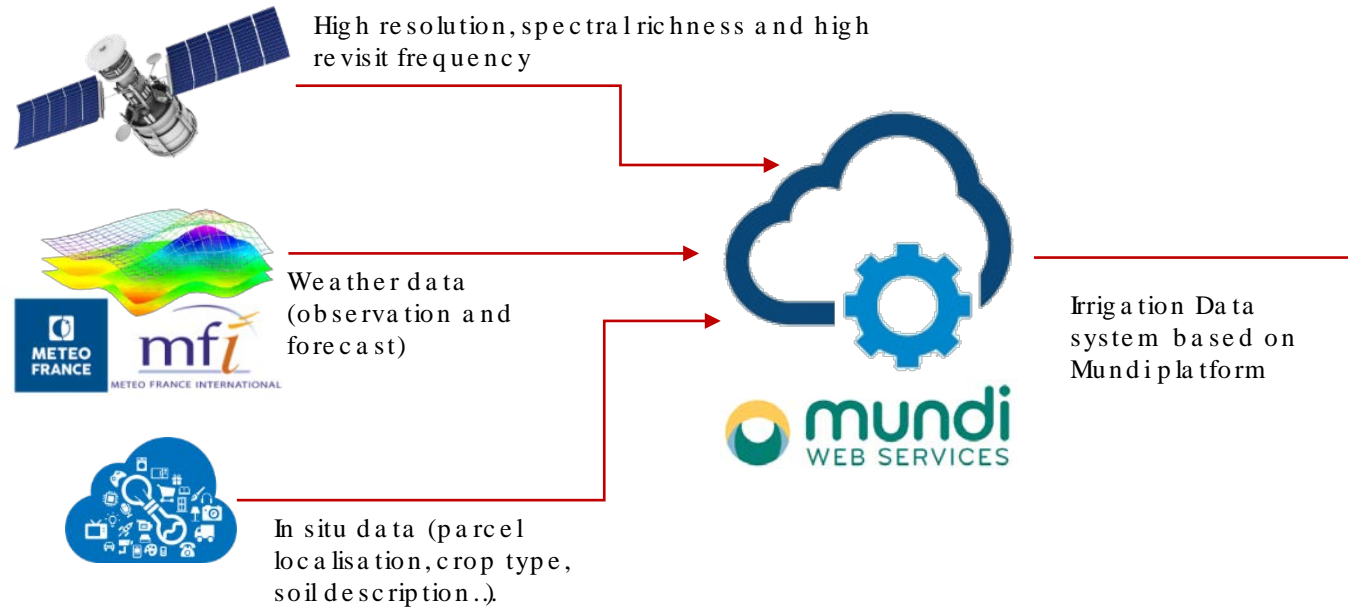 High resolution, spectral richness and high
revisit frequency
Weather data
(observation and
forecast)
METEO
FRANCE
mfi
METEO FRANCE INTERNATIONAL
Irrigation Data
system based on
Mundi platform
mundi
WEB SERVICES
In situ data (parcel
localisation, crop type,
soil description..).